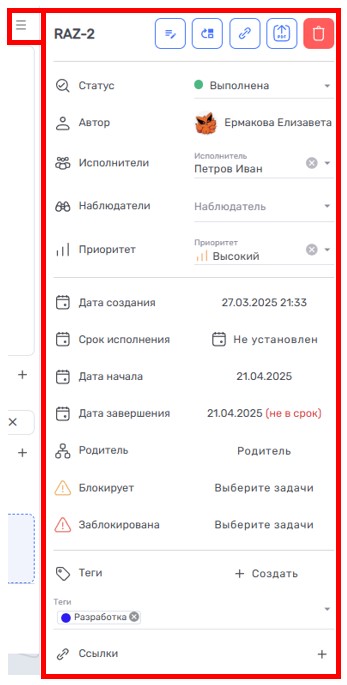 RAZ-2
PDF
Статус
Выполнена
Автор
Ермакова Елизавета
Исполнители
Исполнитель
Петров Иван
Наблюдатели
Наблюдатель
Приоритет
Приоритет
Высокий
Дата создания
27.03.2025 21:33
Срок исполнения
Не установлен
Дата начала
21.04.2025
Дата завершения
21.04.2025 (не в срок)
Родитель
Родитель
Блокирует
Выберите задачи
Заблокирована
Выберите задачи
Теги
+ Создать
Теги
Разработка
Ссылки